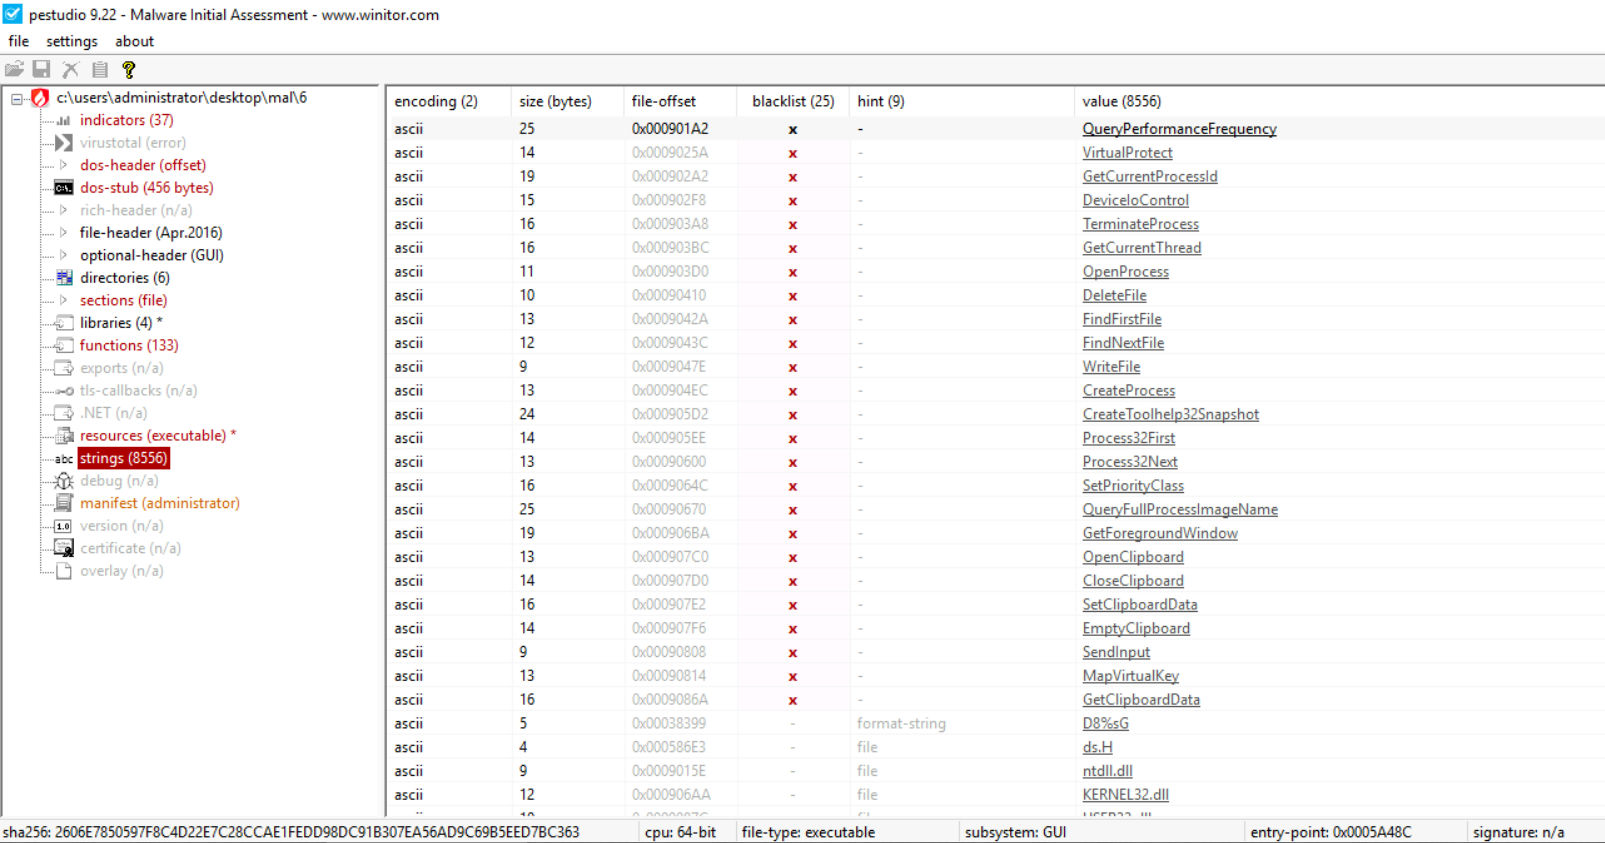 pestudio 9.22 - Malware Initial Assessment - www.winitor.com
file settings about
c:\users\administrator\desktop\mal\6
indicators (37)
virustotal (error)
dos-header (offset)
dos-stub (456 bytes)
rich-header (n/a)
file-header (Apr.2016)
optional-header (GUI)
directories (6)
sections (file)
libraries (4) *
functions (133)
exports (n/a)
tls-callbacks (n/a)
.NET (n/a)
resources (executable) *
abc strings (8556)
debug (n/a)
manifest (administrator)
1.0 version (n/a)
certificate (n/a)
overlay (n/a)
encoding (2) size (bytes) file-offset blacklist (25) hint (9) value (8556)
ascii 25 0x000901A2 x - QueryPerformanceFrequency
ascii 14 0x0009025A x - VirtualProtect
ascii 19 0x000902A2 x - GetCurrentProcessId
ascii 15 0x000902F8 x - DeviceIoControl
ascii 16 0x000903A8 x - TerminateProcess
ascii 16 0x000903BC x - GetCurrentThread
ascii 11 0x000903D0 x - OpenProcess
ascii 10 0x00090410 x - DeleteFile
ascii 13 0x0009042A x - FindFirstFile
ascii 12 0x0009043C x - FindNextFile
ascii 9 0x0009047E x - WriteFile
ascii 13 0x000904EC x - CreateProcess
ascii 24 0x000905D2 x - CreateToolhelp32Snapshot
ascii 14 0x000905EE x - Process32First
ascii 13 0x00090600 x - Process32Next
ascii 16 0x0009064C x - SetPriorityClass
ascii 25 0x00090670 x - QueryFullProcessImageName
ascii 19 0x000906BA x - GetForegroundWindow
ascii 13 0x000907C0 x - OpenClipboard
ascii 14 0x000907D0 x - CloseClipboard
ascii 16 0x000907E2 x - SetClipboardData
ascii 14 0x000907F6 x - EmptyClipboard
ascii 9 0x00090808 x - SendInput
ascii 13 0x00090814 x - MapVirtualKey
ascii 16 0x0009086A x - GetClipboardData
ascii 5 0x00038399 - format-string D8%sG
ascii 4 0x000586E3 - file ds.H
ascii 9 0x0009015E - file ntdll.dll
ascii 12 0x000906AA - file KERNEL32.dll
sha256: 2606E7850597F8C4D22E7C28CCAE1FEDD98DC91B307EA56AD9C69B5EED7BC363 cpu: 64-bit file-type: executable subsystem: GUI entry-point: 0x0005A48C signature: n/a